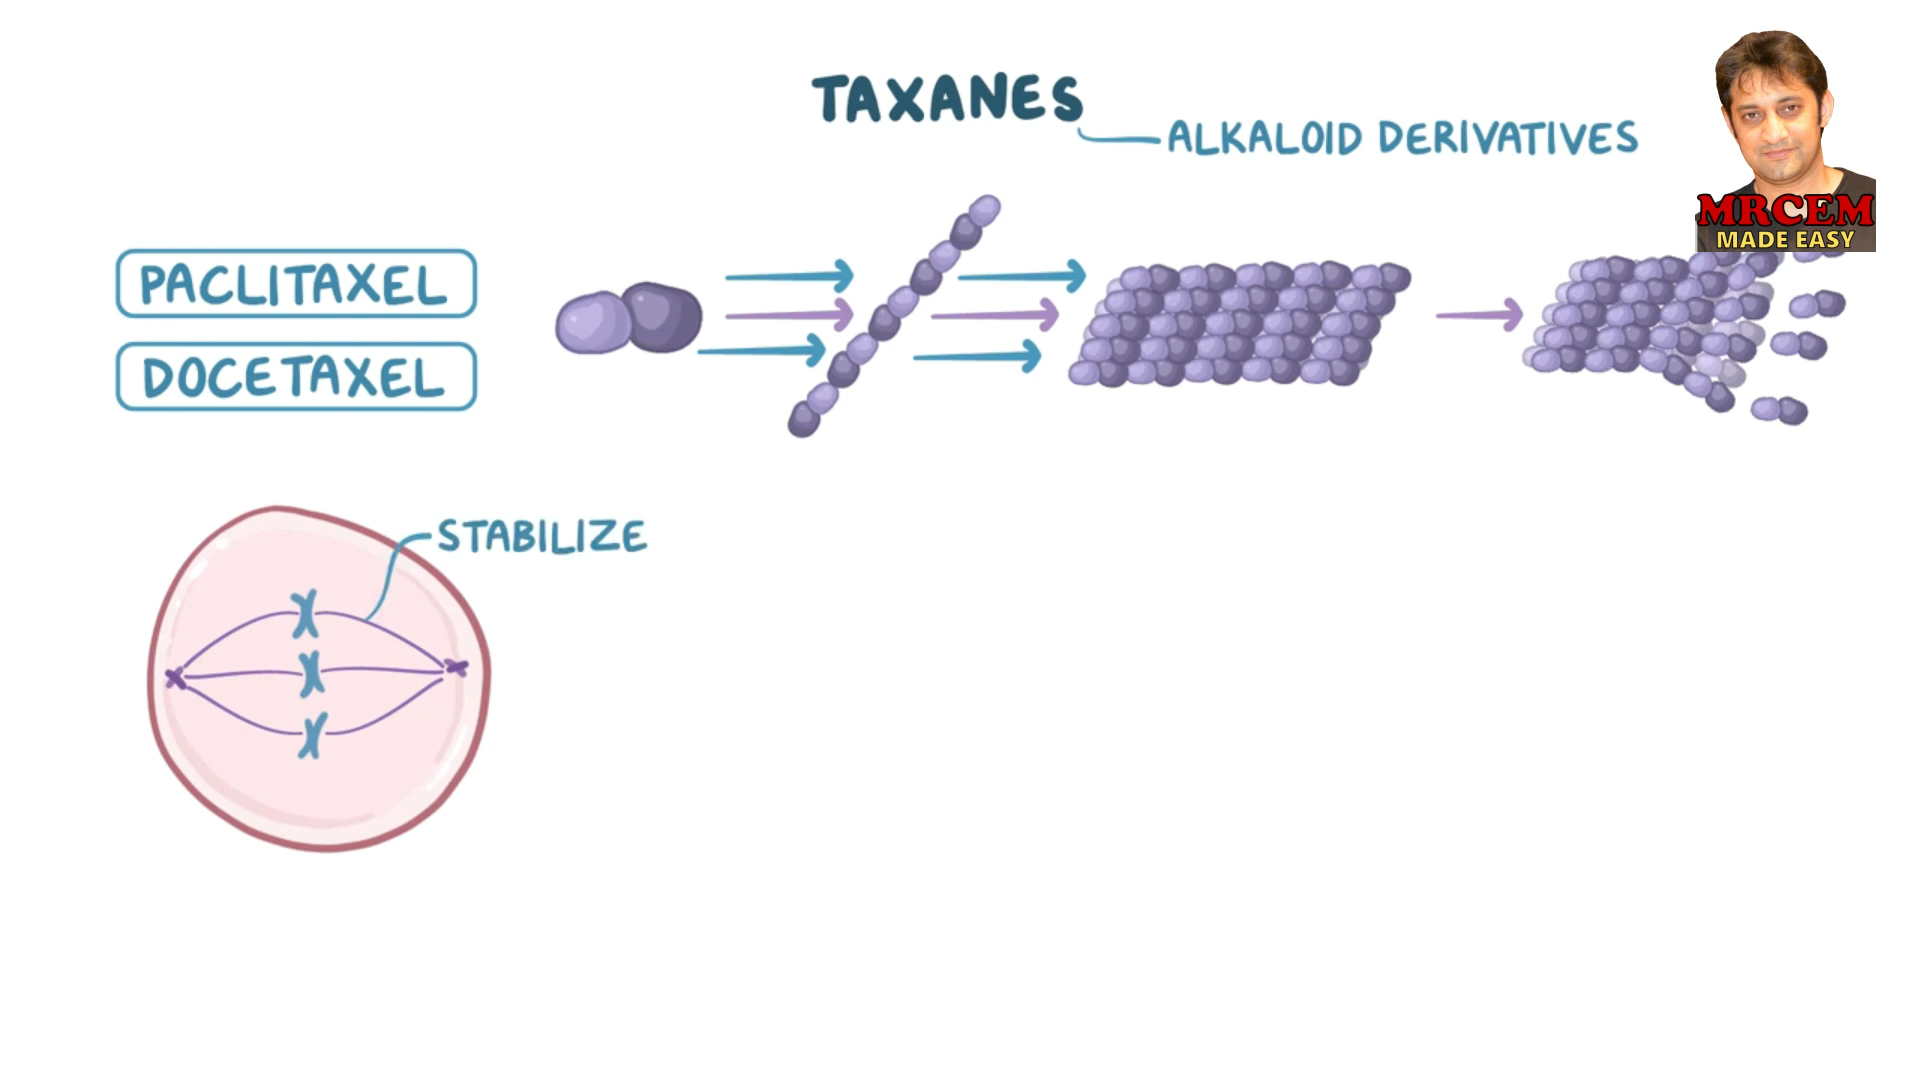 TAXANES
ALKALOID DERIVATIVES
MRCEM
MADE EASY
PACLITAXEL
DOCETAXEL
STABILIZE